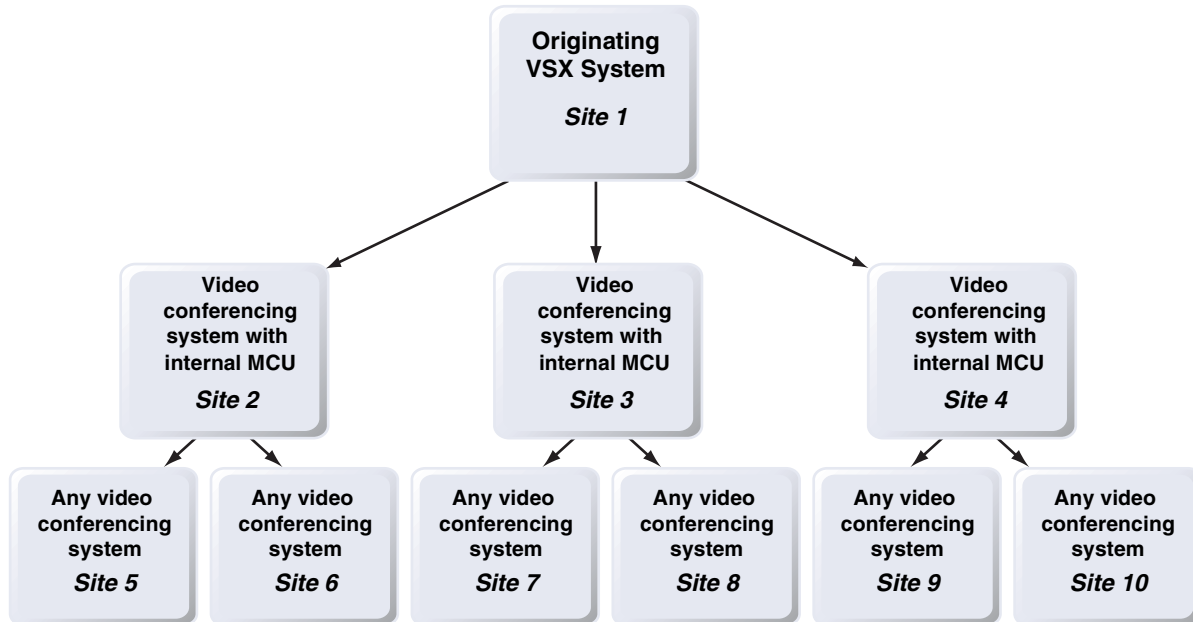 Originating
VSX System
Site 1
Video
conferencing
system with
internal MCU
Site 2
Video
conferencing
system with
internal MCU
Site 3
Video
conferencing
system with
internal MCU
Site 4
Any video
conferencing
system
Site 5
Any video
conferencing
system
Site 6
Any video
conferencing
system
Site 7
Any video
conferencing
system
Site 8
Any video
conferencing
system
Site 9
Any video
conferencing
system
Site 10